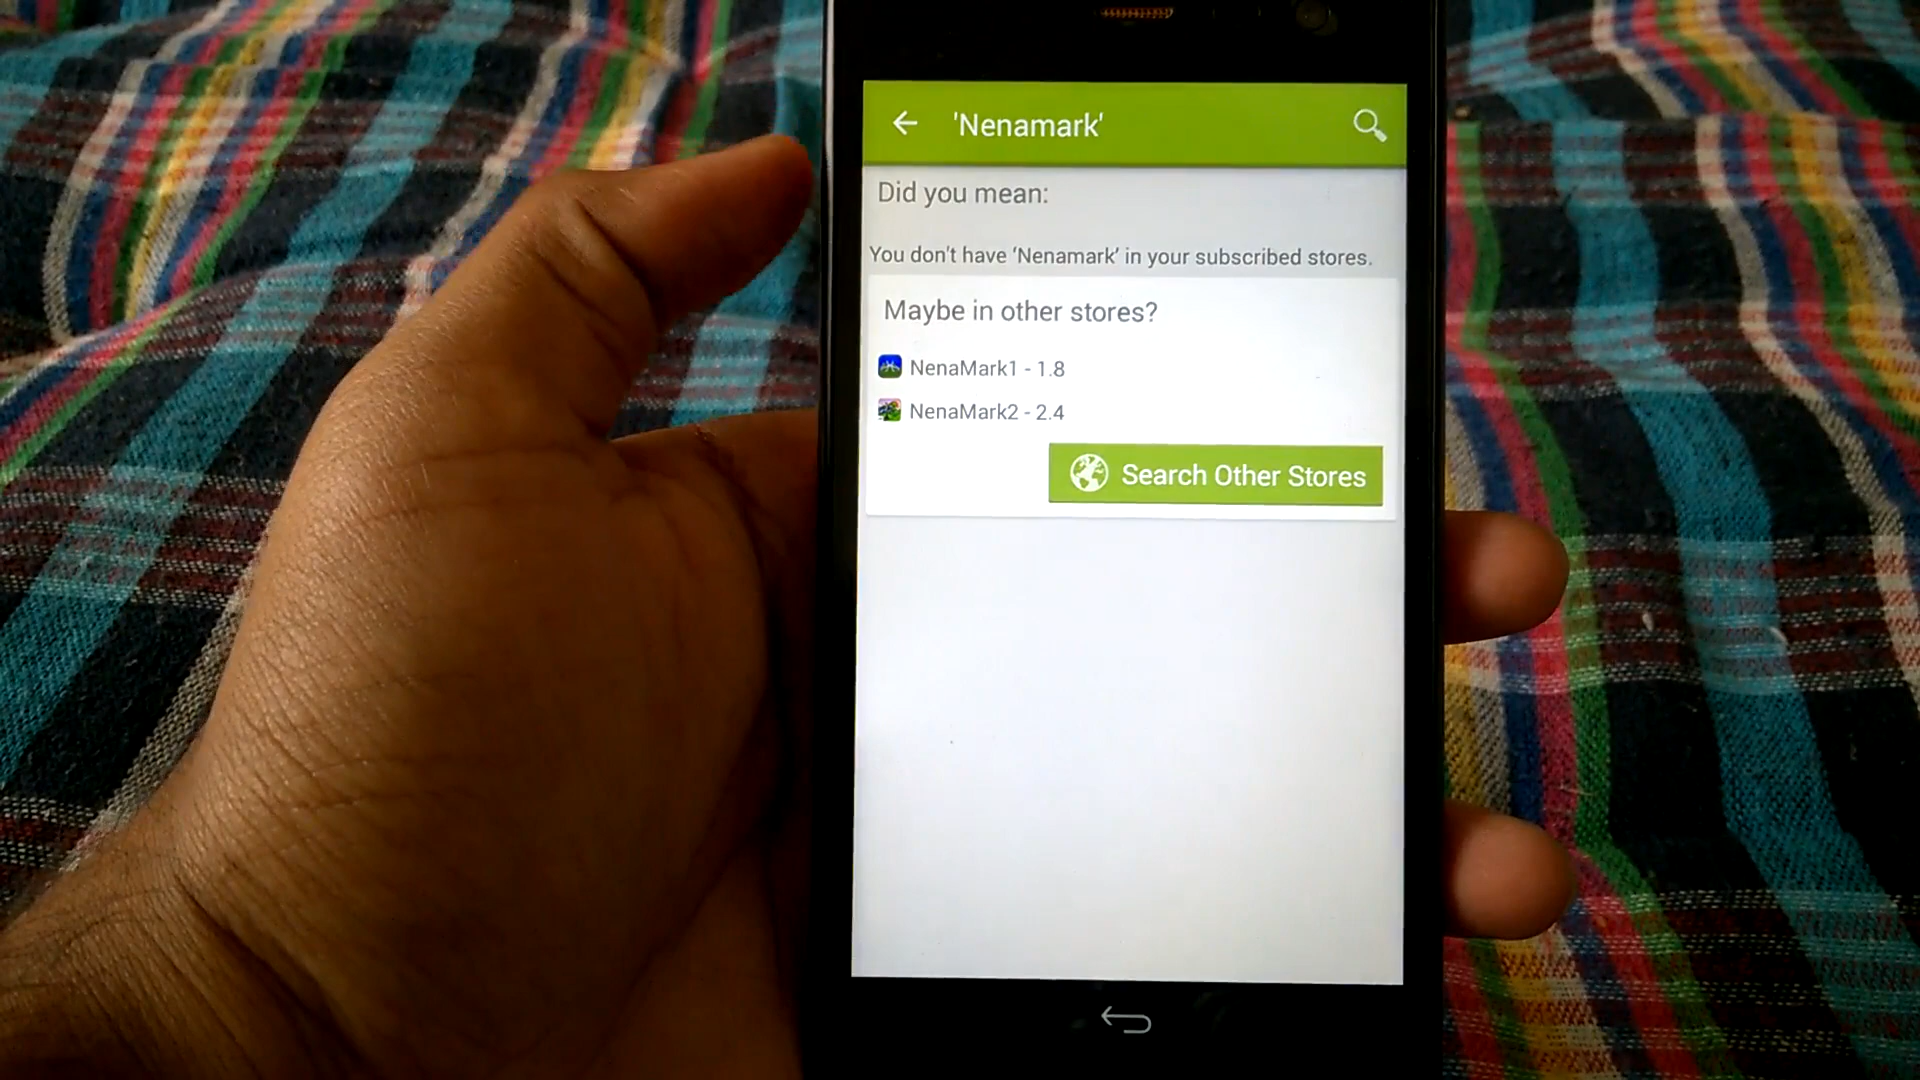 'Nenamark'
Did you mean:
You don't have 'Nenamark' in your subscribed stores.
Maybe in other stores?
NenaMark1 - 1.8
NenaMark2 - 2.4
Search Other Stores